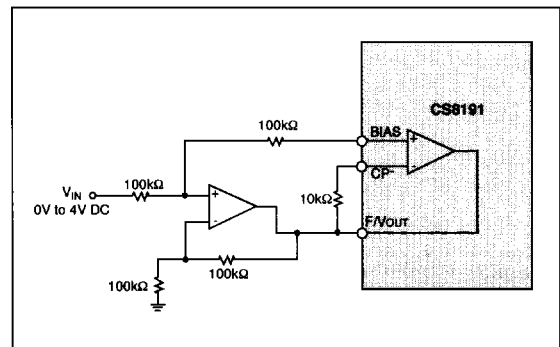 CS8191
100kΩ
BIAS
+
CP-
VIN
100kΩ
0V to 4V DC
+
-
10kΩ
F/VOUT
100kΩ
100kΩ